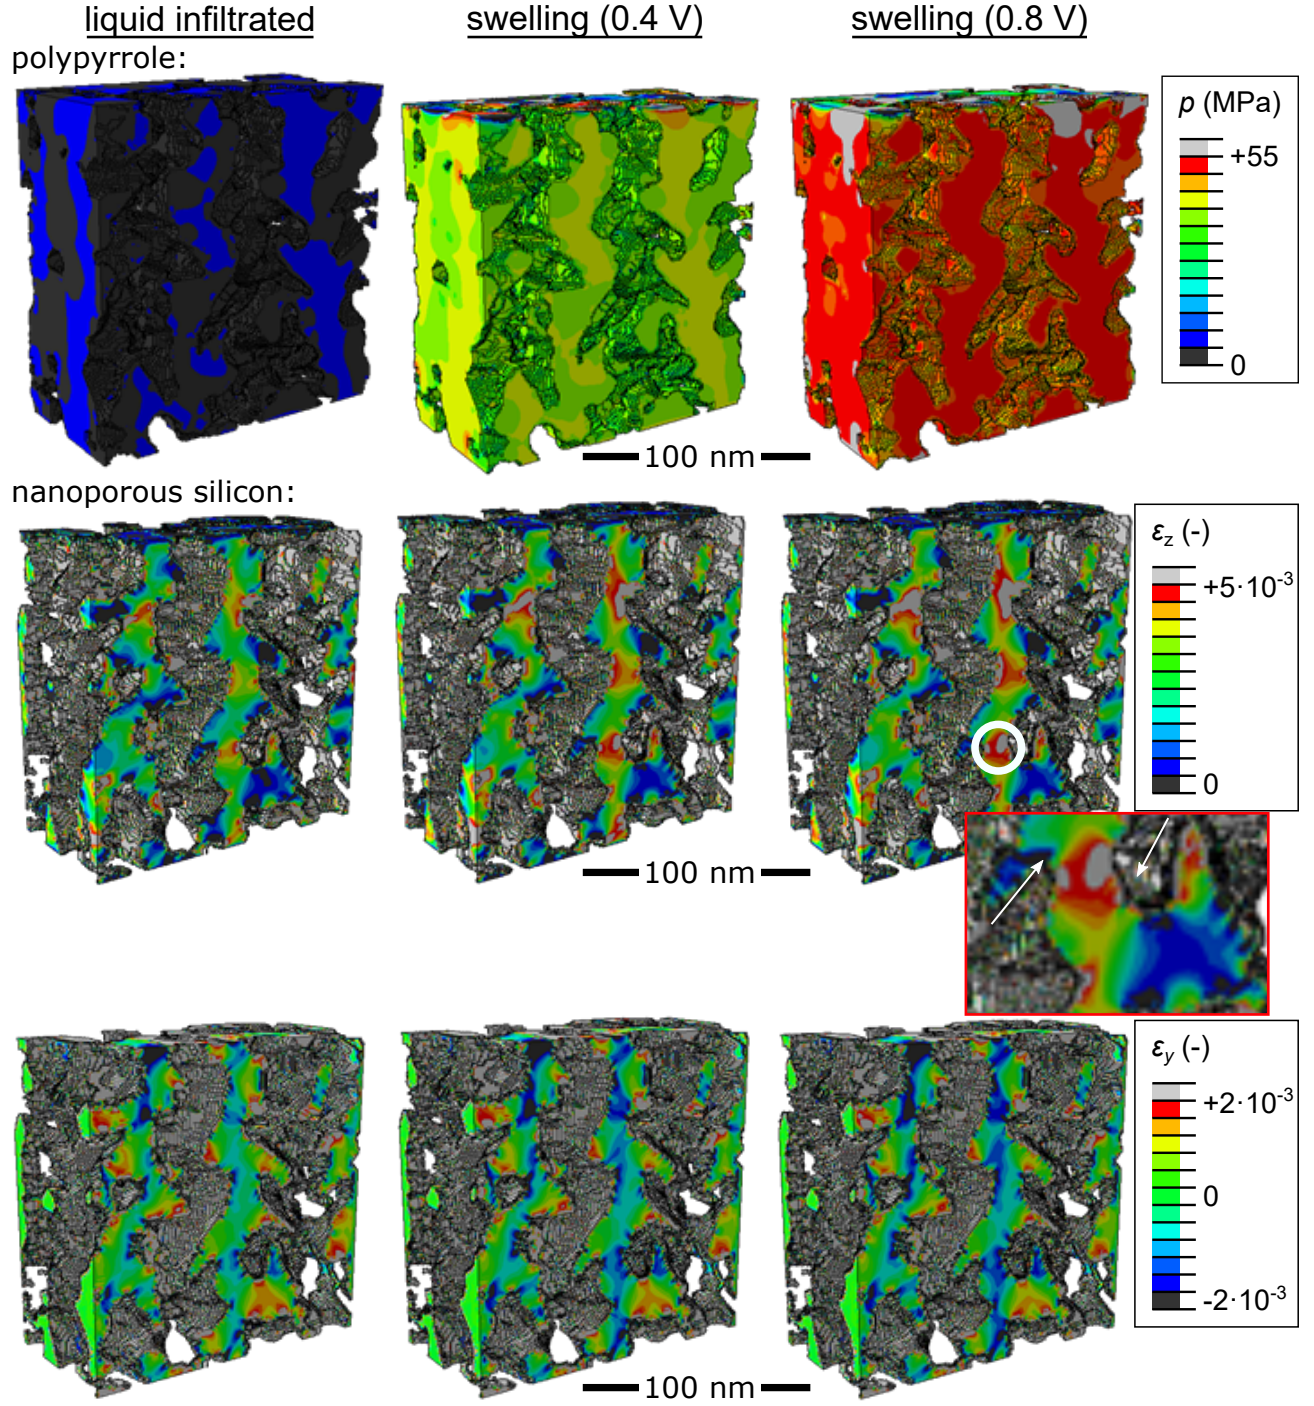 liquid infiltrated
swelling (0.4 V)
swelling (0.8 V)
polypyrrole:
p (MPa)
+55
0
100 nm
nanoporous silicon:
εz (-)
+5·10⁻³
0
100 nm
εy (-)
+2·10⁻³
0
-2·10⁻³
100 nm